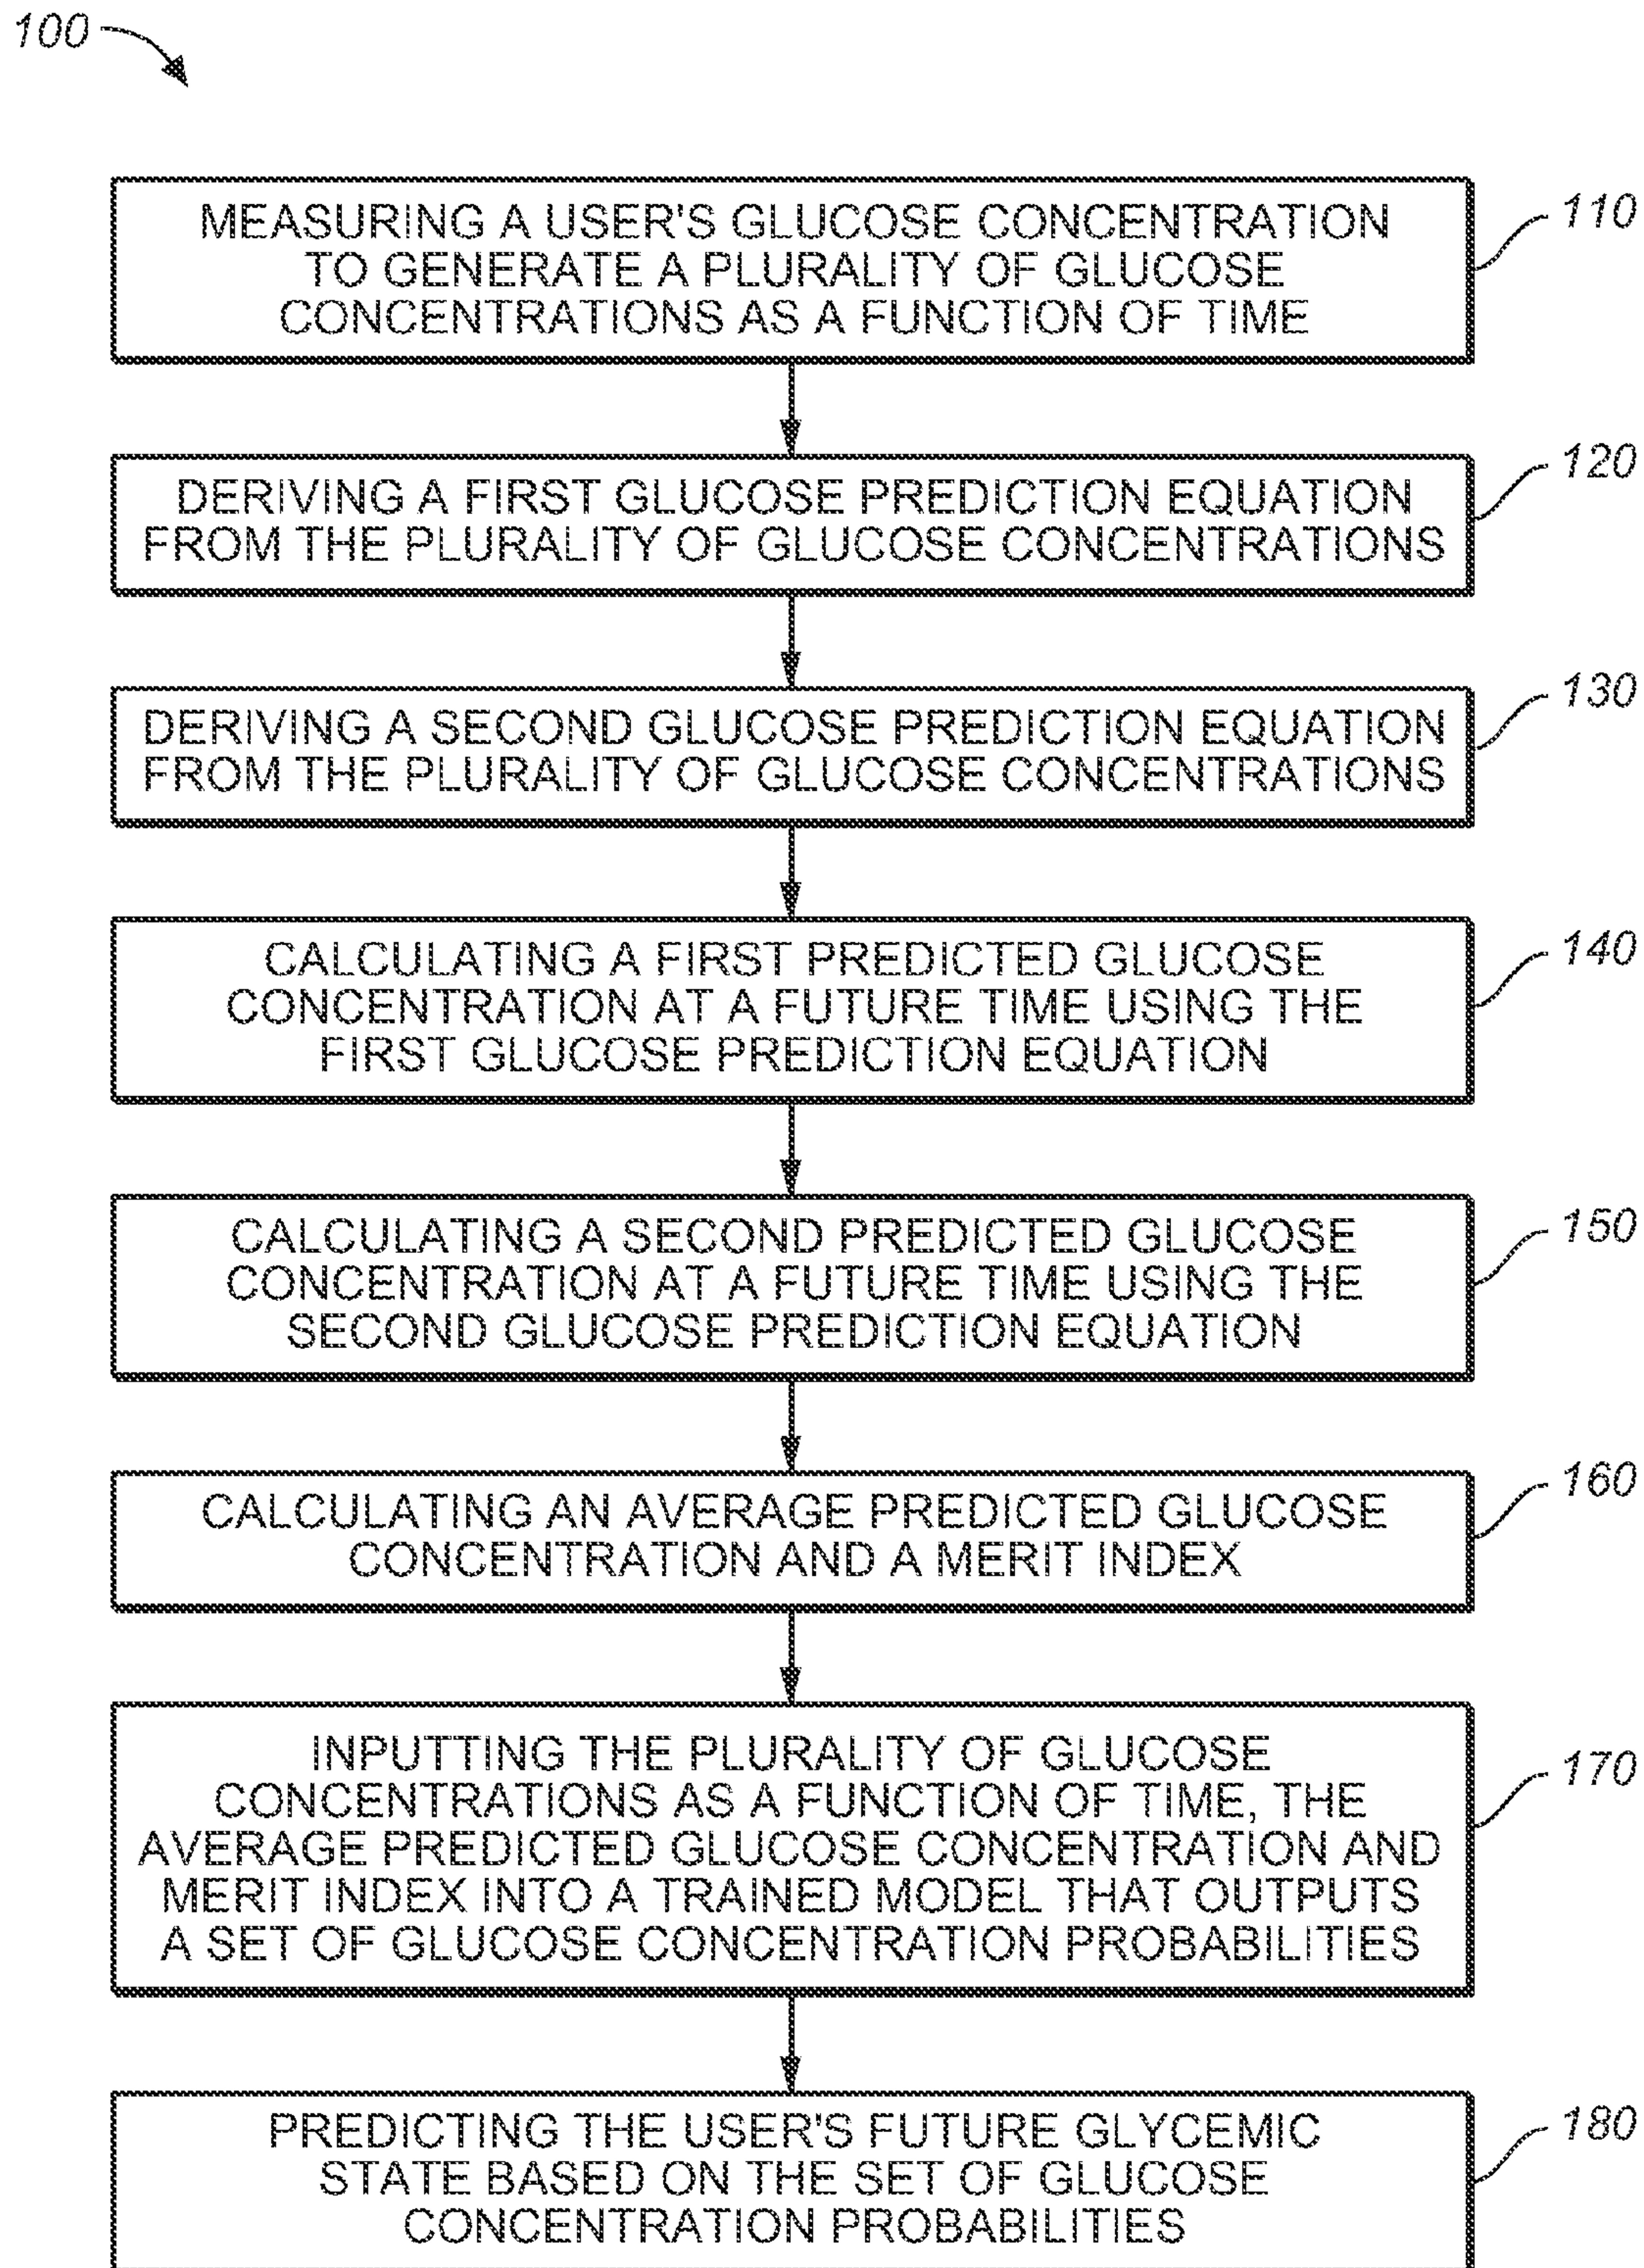 100
MEASURING A USER'S GLUCOSE CONCENTRATION
TO GENERATE A PLURALITY OF GLUCOSE
CONCENTRATIONS AS A FUNCTION OF TIME
110
DERIVING A FIRST GLUCOSE PREDICTION EQUATION
FROM THE PLURALITY OF GLUCOSE CONCENTRATIONS
120
DERIVING A SECOND GLUCOSE PREDICTION EQUATION
FROM THE PLURALITY OF GLUCOSE CONCENTRATIONS
130
CALCULATING A FIRST PREDICTED GLUCOSE
CONCENTRATION AT A FUTURE TIME USING THE
FIRST GLUCOSE PREDICTION EQUATION
140
CALCULATING A SECOND PREDICTED GLUCOSE
CONCENTRATION AT A FUTURE TIME USING THE
SECOND GLUCOSE PREDICTION EQUATION
150
CALCULATING AN AVERAGE PREDICTED GLUCOSE
CONCENTRATION AND A MERIT INDEX
160
INPUTTING THE PLURALITY OF GLUCOSE
CONCENTRATIONS AS A FUNCTION OF TIME, THE
AVERAGE PREDICTED GLUCOSE CONCENTRATION AND
MERIT INDEX INTO A TRAINED MODEL THAT OUTPUTS
A SET OF GLUCOSE CONCENTRATION PROBABILITIES
170
PREDICTING THE USER'S FUTURE GLYCEMIC
STATE BASED ON THE SET OF GLUCOSE
CONCENTRATION PROBABILITIES
180